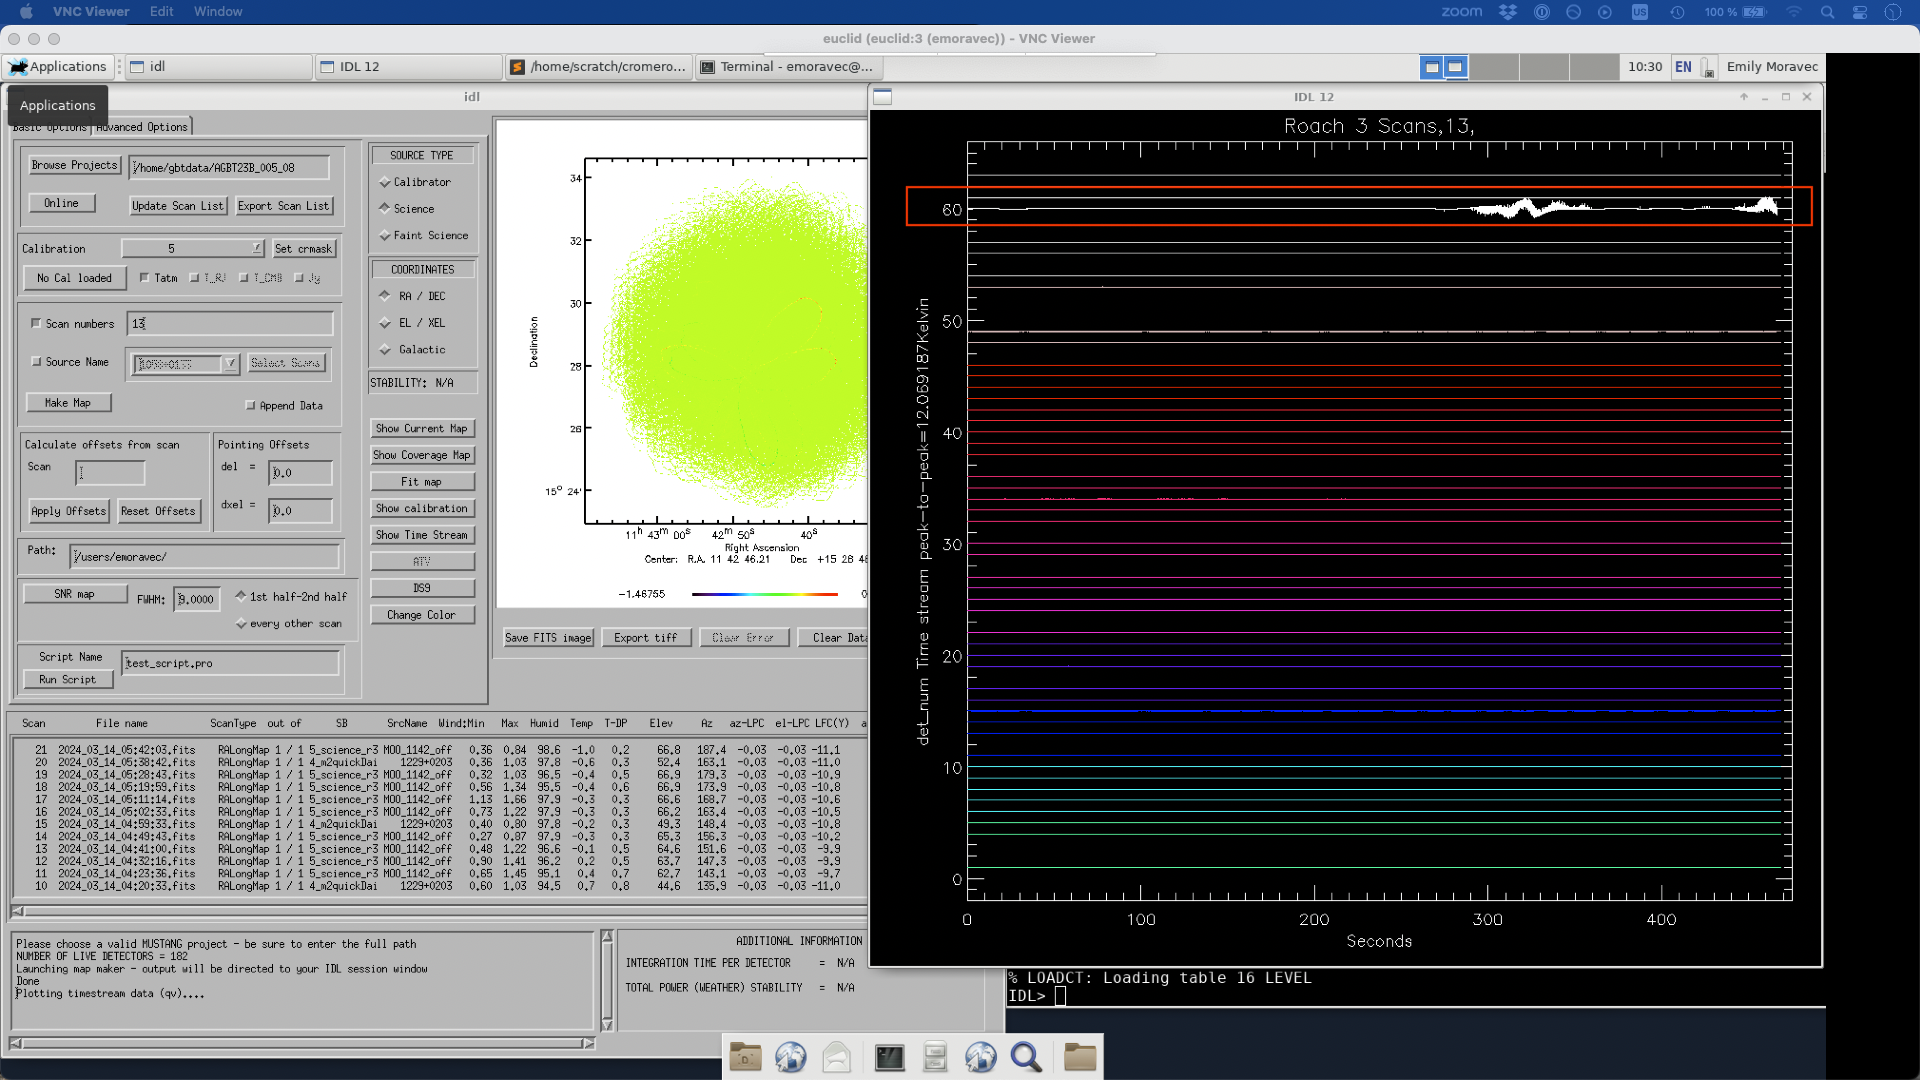 VNC Viewer Edit Window
zoom US 100 %
euclid (euclid:3 (emoravec)) - VNC Viewer
Applications idl IDL 12 /home/scratch/cromero... Terminal - emoravec@... 10:30 EN Emily Moravec
Applications
idl
Basic Options Advanced Options
Browse Projects /home/gbtdata/AGBT23B_005_08
Online Update Scan List Export Scan List
Calibration 5 Set crmask
No Cal loaded Tatm T_RJ T_CMB Jy
Scan numbers 13
Source Name Select Scans
Make Map Append Data
Calculate offsets from scan
Scan
Apply Offsets Reset Offsets
Pointing Offsets
del = 0.0
dxel = 0.0
Path: /users/emoravec/
SNR map FWHM: 9.0000 1st half-2nd half
every other scan
Script Name test_script.pro
Run Script
SOURCE TYPE
Calibrator
Science
Faint Science
COORDINATES
RA / DEC
EL / XEL
Galactic
STABILITY: N/A
Show Current Map
Show Coverage Map
Fit map
Show calibration
Show Time Stream
ATV
DS9
Change Color
34
32
30
28
26
15° 24'
Declination
11h 43m 00s 42m 50s 40s
Right Ascension
Center: R.A. 11 42 46.21 Dec +15 28 48
-1.46755 0
Save FITS image Export tiff Clear Error Clear Data
Scan File name ScanType out of SB SrcName Wind:Min Max Humid Temp T-DP Elev Az az-LPC el-LPC LFC(Y) a
21 2024_03_14_05:42:03.fits RALongMap 1 / 1 5_science_r3 MOO_1142_off 0.36 0.84 98.6 -1.0 0.2 66.8 187.4 -0.03 -0.03 -11.1
20 2024_03_14_05:38:42.fits RALongMap 1 / 1 4_m2quickDai 1229+0203 0.36 1.03 97.8 -0.6 0.3 52.4 163.1 -0.03 -0.03 -11.0
19 2024_03_14_05:28:43.fits RALongMap 1 / 1 5_science_r3 MOO_1142_off 0.32 1.03 96.5 -0.4 0.5 66.9 179.3 -0.03 -0.03 -10.9
18 2024_03_14_05:19:59.fits RALongMap 1 / 1 5_science_r3 MOO_1142_off 0.56 1.34 95.5 -0.4 0.6 66.9 173.9 -0.03 -0.03 -10.8
17 2024_03_14_05:11:14.fits RALongMap 1 / 1 5_science_r3 MOO_1142_off 1.13 1.66 97.9 -0.3 0.3 66.6 168.7 -0.03 -0.03 -10.6
16 2024_03_14_05:02:33.fits RALongMap 1 / 1 5_science_r3 MOO_1142_off 0.73 1.22 97.9 -0.3 0.3 66.2 163.4 -0.03 -0.03 -10.5
15 2024_03_14_04:59:33.fits RALongMap 1 / 1 4_m2quickDai 1229+0203 0.40 0.80 97.8 -0.2 0.3 49.3 148.4 -0.03 -0.03 -10.8
14 2024_03_14_04:49:43.fits RALongMap 1 / 1 5_science_r3 MOO_1142_off 0.27 0.87 97.9 -0.3 0.3 65.3 156.3 -0.03 -0.03 -10.2
13 2024_03_14_04:41:00.fits RALongMap 1 / 1 5_science_r3 MOO_1142_off 0.48 1.22 96.6 -0.1 0.5 64.6 151.6 -0.03 -0.03 -9.9
12 2024_03_14_04:32:16.fits RALongMap 1 / 1 5_science_r3 MOO_1142_off 0.90 1.41 96.2 0.2 0.5 63.7 147.3 -0.03 -0.03 -9.9
11 2024_03_14_04:23:36.fits RALongMap 1 / 1 5_science_r3 MOO_1142_off 0.65 1.45 95.1 0.4 0.7 62.7 143.1 -0.03 -0.03 -9.7
10 2024_03_14_04:20:33.fits RALongMap 1 / 1 4_m2quickDai 1229+0203 0.60 1.03 94.5 0.7 0.8 44.6 135.9 -0.03 -0.03 -11.0
Please choose a valid MUSTANG project - be sure to enter the full path
NUMBER OF LIVE DETECTORS = 182
Launching map maker - output will be directed to your IDL session window
Done
Plotting timestream data (qv)....
ADDITIONAL INFORMATION
INTEGRATION TIME PER DETECTOR = N/A
TOTAL POWER (WEATHER) STABILITY = N/A
IDL 12
Roach 3 Scans,13,
60
50
40
30
20
10
0
det_num Time stream peak-to-peak=12.069187Kelvin
0 100 200 300 400
Seconds
% LOADCT: Loading table 16 LEVEL
IDL>